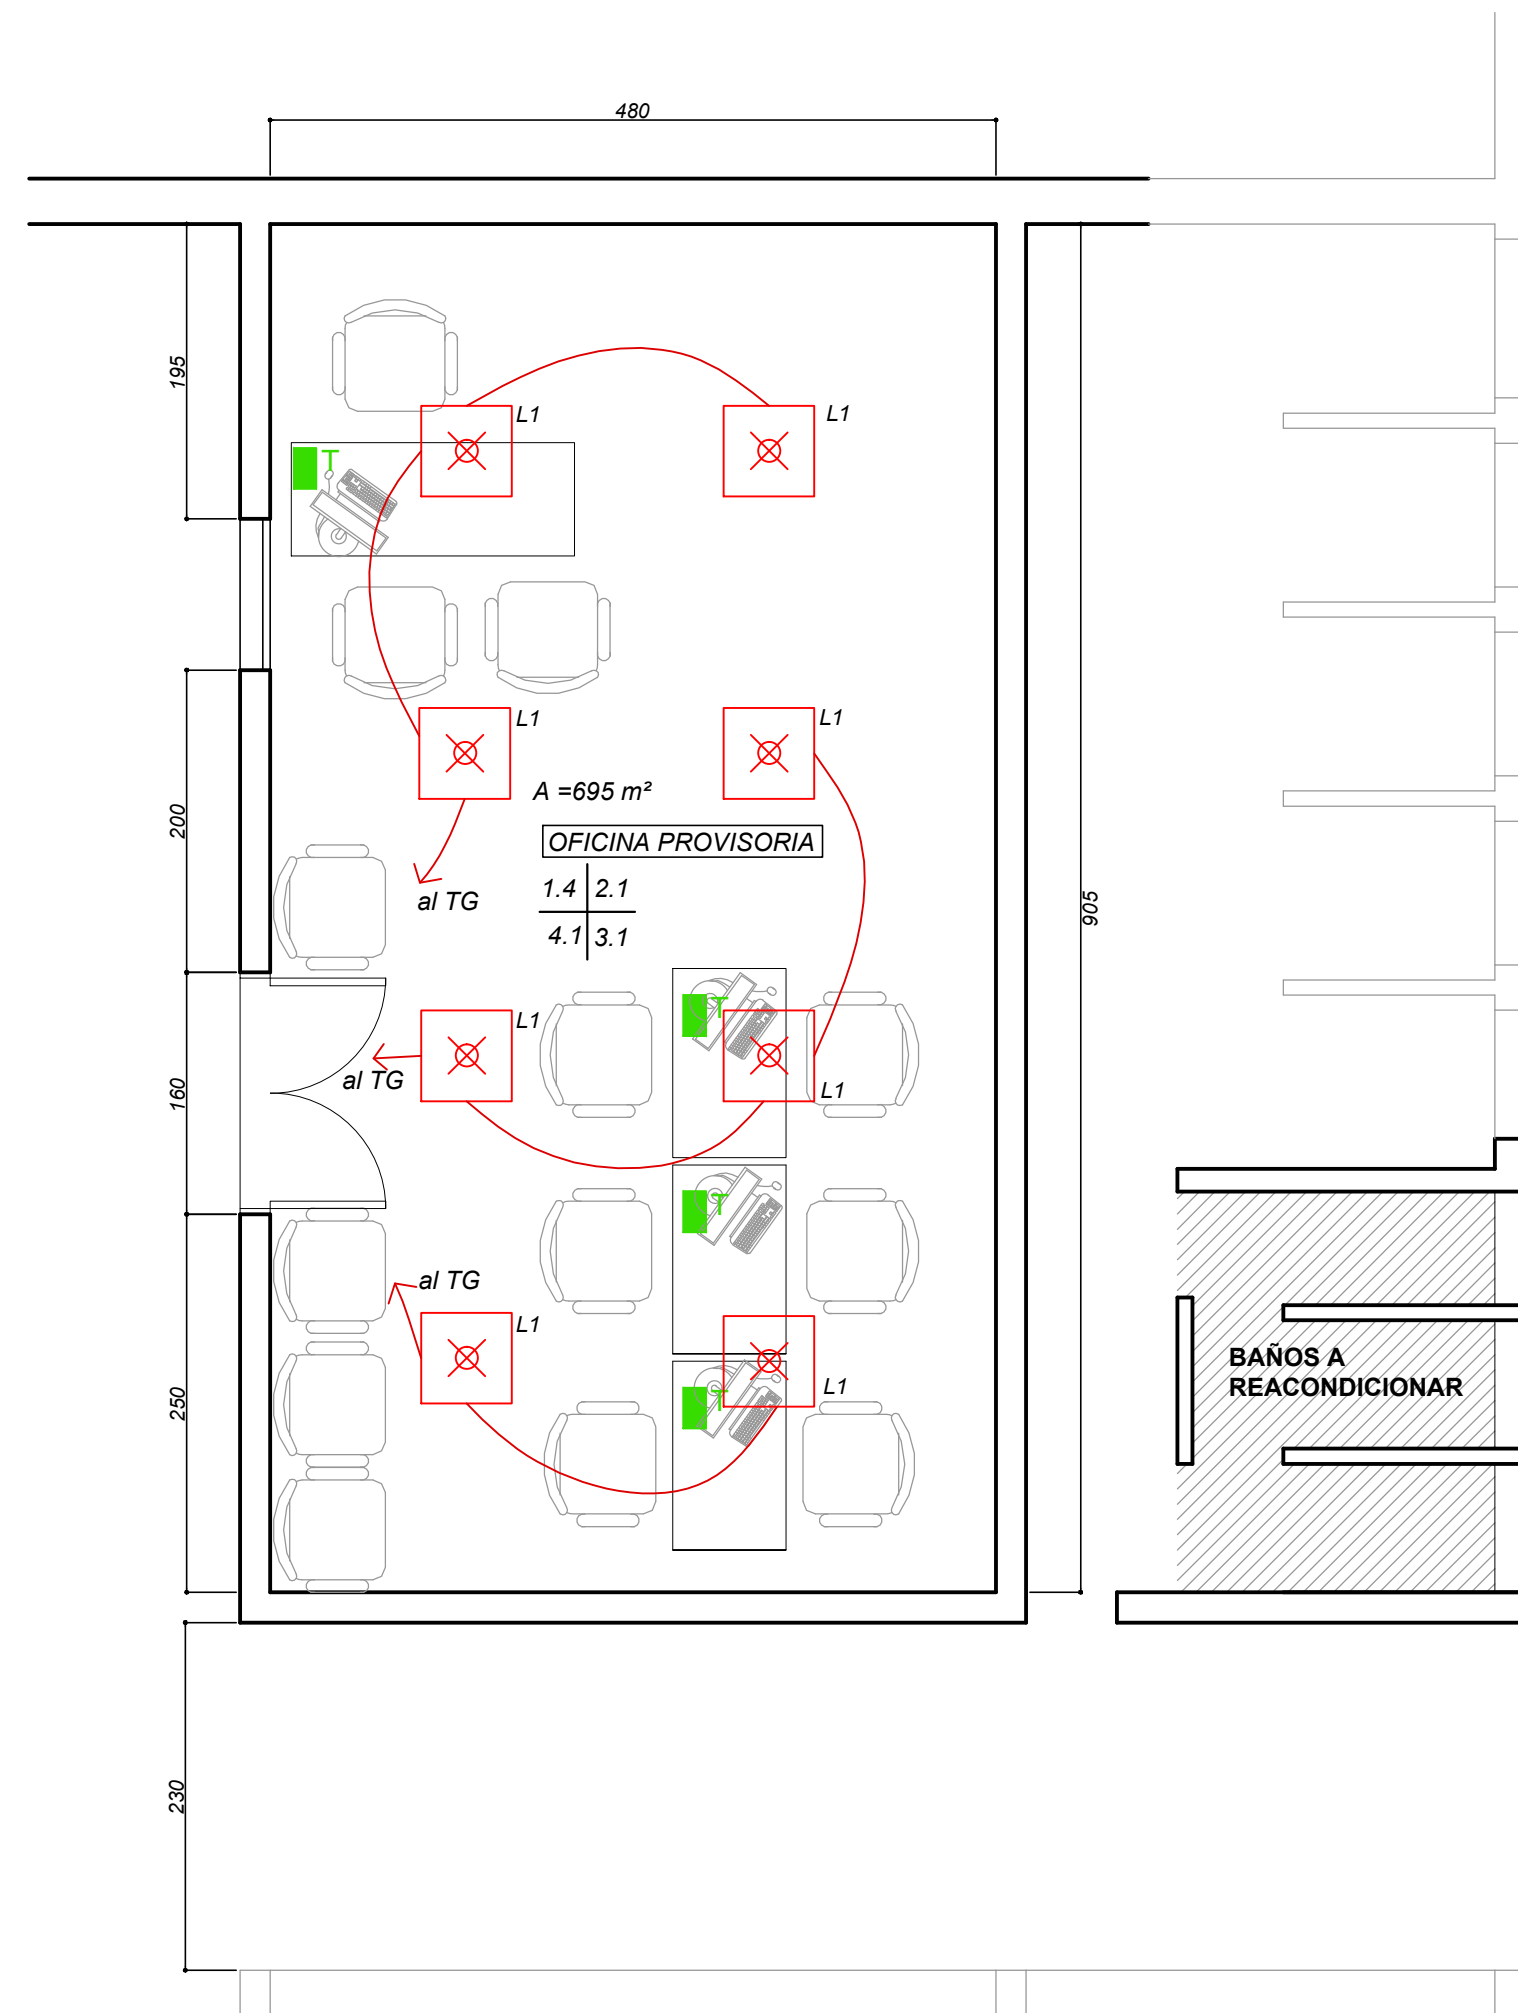 480
195
L1
L1
T
L1
L1
A =695 m²
200
OFICINA PROVISORIA
1.4 2.1
al TG
4.1 3.1
905
T
L1
al TG
L1
160
T
al TG
L1
BAÑOS A
REACONDICIONAR
L1
T
250
230